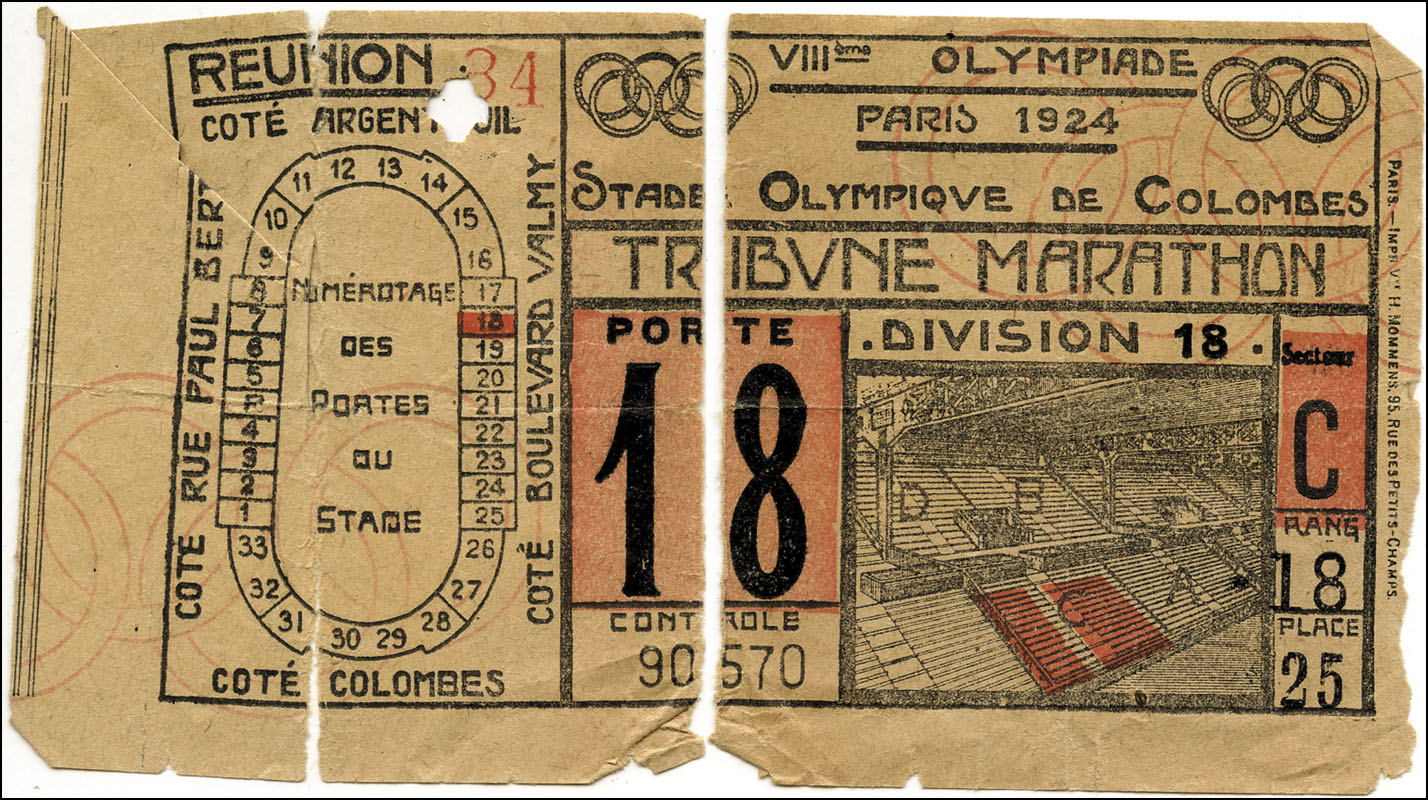 REUNION 34
COTÉ ARGENTEUIL
COTÉ RUE PAUL BERT
COTÉ BOULEVARD VALMY
12 13
11 14
10 15
9 16
8 17
7 18
6 19
5 20
21
4 22
3 23
2 24
1 25
33 26
32 27
31 28
30 29
NUMÉROTAGE
DES
PORTES
DU
STADE
COTÉ COLOMBES
VIIIème OLYMPIADE
PARIS 1924
STADE OLYMPIQVE DE COLOMBES
TRIBVNE MARATHON
PORTE
18
CONTROLE
90570
.DIVISION 18.
D B
C A
Secteur
C
RANG
18
PLACE
25
PARIS. — IMPR. H. MOMMENS, 95, RUE DES PETITS-CHAMPS.